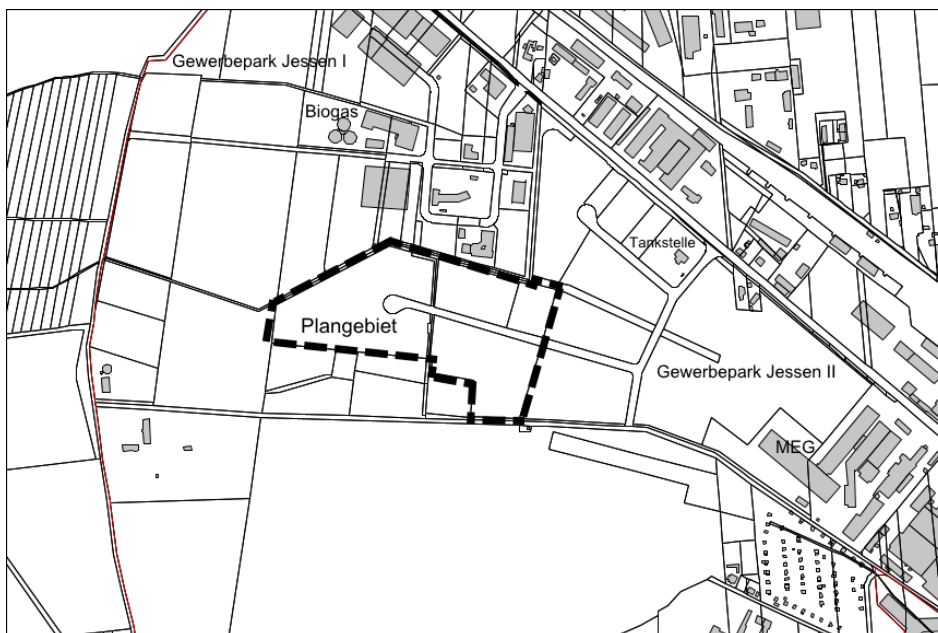 Gewerbepark Jessen I
Biogas
Tankstelle
Plangebiet
Gewerbepark Jessen II
MEG